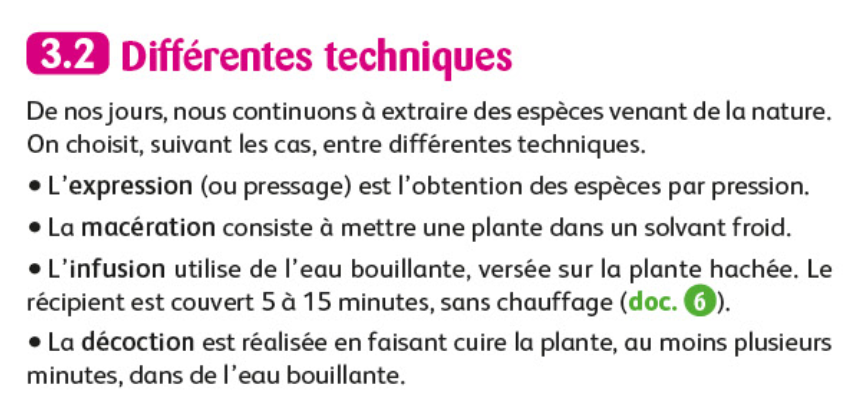 3.2 Différentes techniques
De nos jours, nous continuons à extraire des espèces venant de la nature.
On choisit, suivant les cas, entre différentes techniques.
• L'expression (ou pressage) est l'obtention des espèces par pression.
• La macération consiste à mettre une plante dans un solvant froid.
• L'infusion utilise de l'eau bouillante, versée sur la plante hachée. Le
récipient est couvert 5 à 15 minutes, sans chauffage (doc. 6).
• La décoction est réalisée en faisant cuire la plante, au moins plusieurs
minutes, dans de l'eau bouillante.